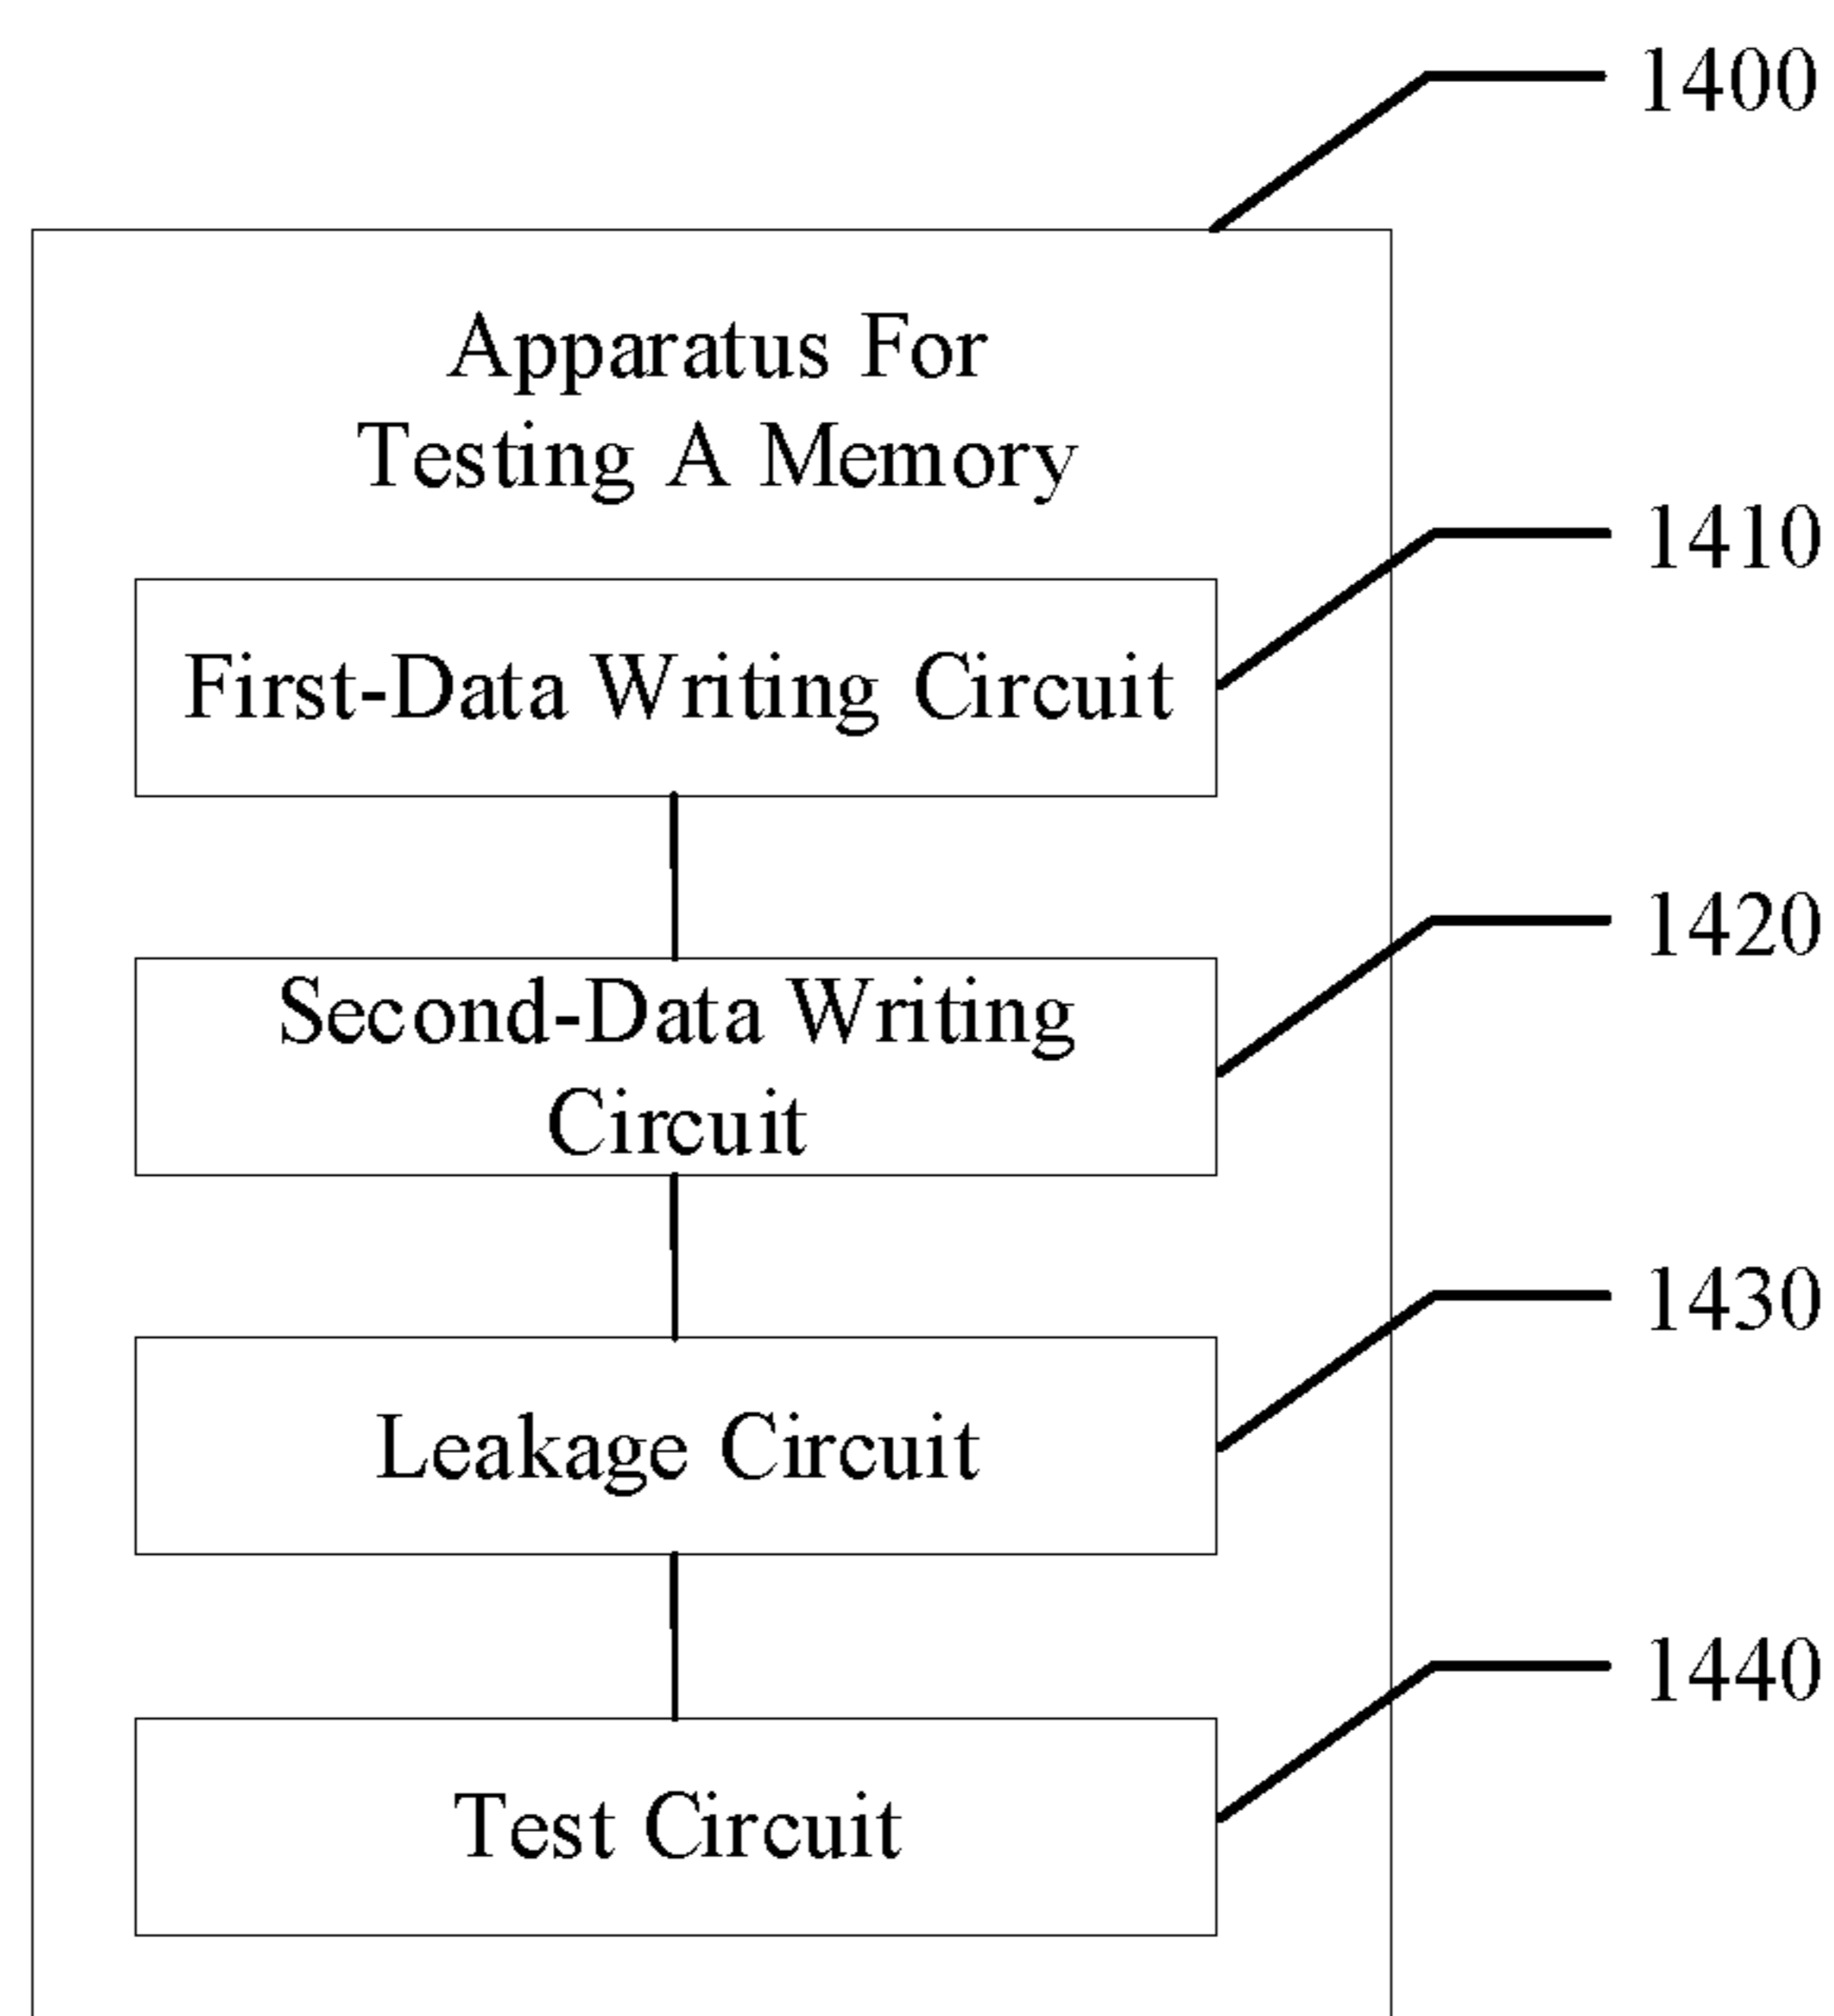 1400
Apparatus For
Testing A Memory
1410
First-Data Writing Circuit
1420
Second-Data Writing
Circuit
1430
Leakage Circuit
1440
Test Circuit